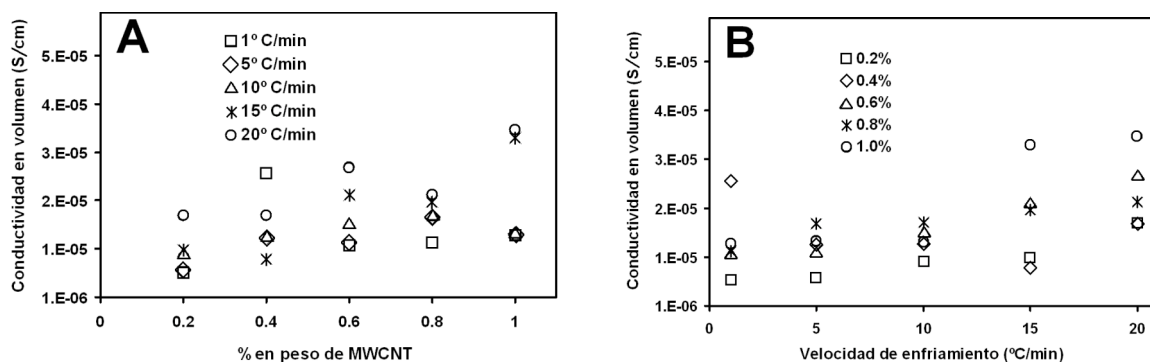 A
Conductividad en volumen (S/cm)
5.E-05
4.E-05
3.E-05
2.E-05
1.E-05
1.E-06
1º C/min
5º C/min
10º C/min
15º C/min
20º C/min
0
0.2
0.4
0.6
0.8
1
% en peso de MWCNT
B
Conductividad en volumen (S/cm)
5.E-05
4.E-05
3.E-05
2.E-05
1.E-05
1.E-06
0.2%
0.4%
0.6%
0.8%
1.0%
0
5
10
15
20
Velocidad de enfriamiento (ºC/min)